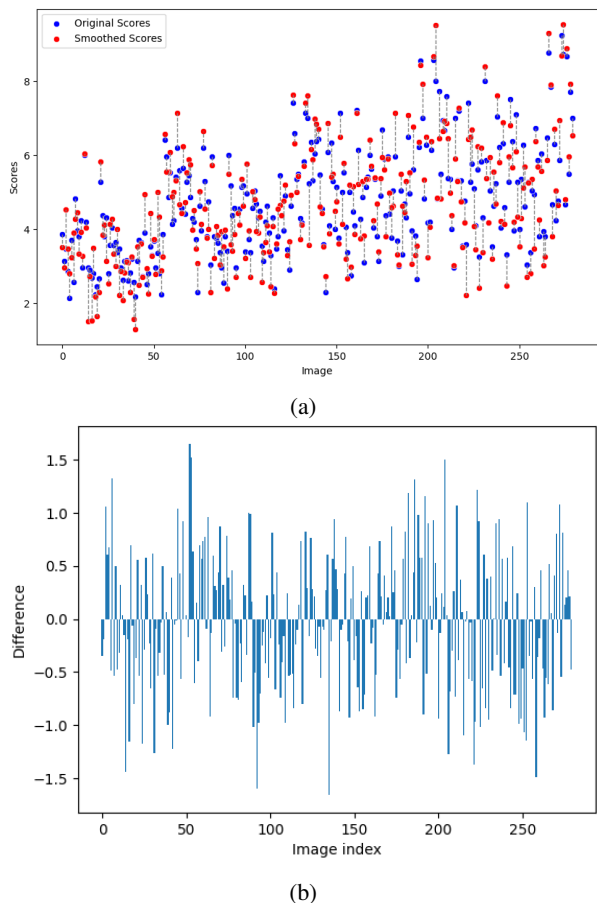 Original Scores
Smoothed Scores
8
6
4
2
Scores
0 50 100 150 200 250
Image
(a)
1.5
1.0
0.5
0.0
−0.5
−1.0
−1.5
Difference
0 50 100 150 200 250
Image index
(b)